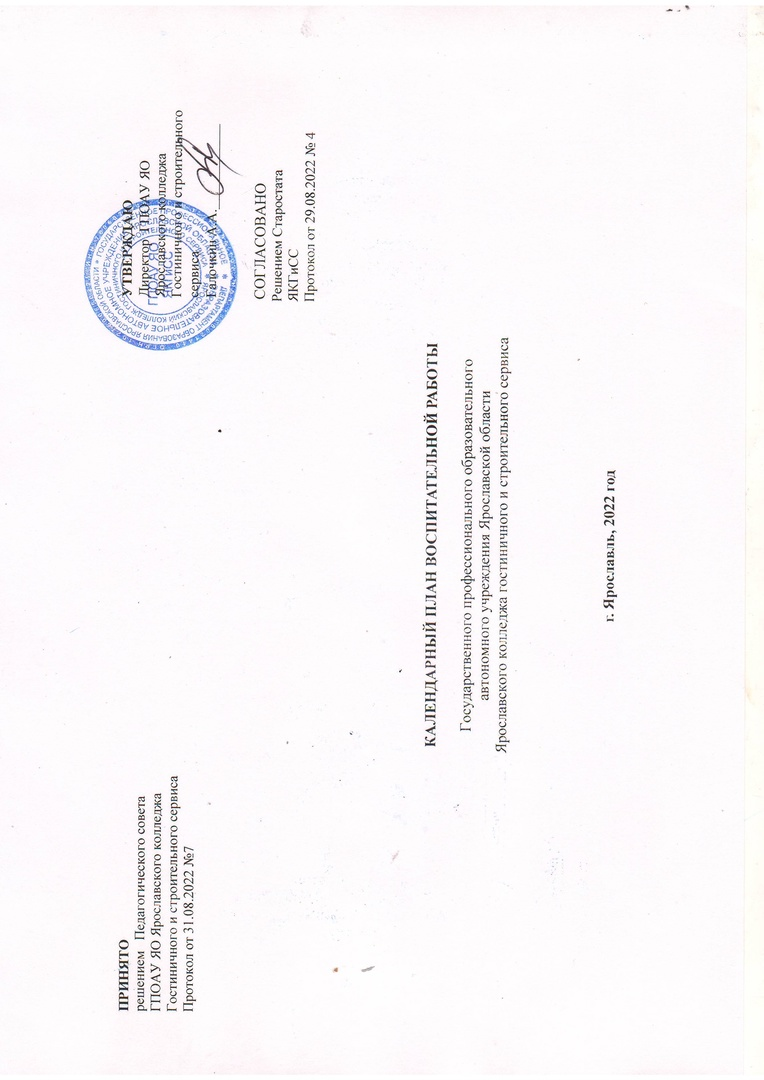 ПРИНЯТО
решением Педагогического совета
ГПОАУ ЯО Ярославского колледжа
Гостиничного и строительного сервиса
Протокол от 31.08.2022 №7
УТВЕРЖДАЮ
Директор ГПОАУ ЯО
Ярославского колледжа
Гостиничного и строительного
сервиса
Галочкин А.А.
СОГЛАСОВАНО
Решением Старостата
ЯКГиСС
Протокол от 29.08.2022 № 4
КАЛЕНДАРНЫЙ ПЛАН ВОСПИТАТЕЛЬНОЙ РАБОТЫ
Государственного профессионального образовательного
автономного учреждения Ярославской области
Ярославского колледжа гостиничного и строительного сервиса
г. Ярославль, 2022 год